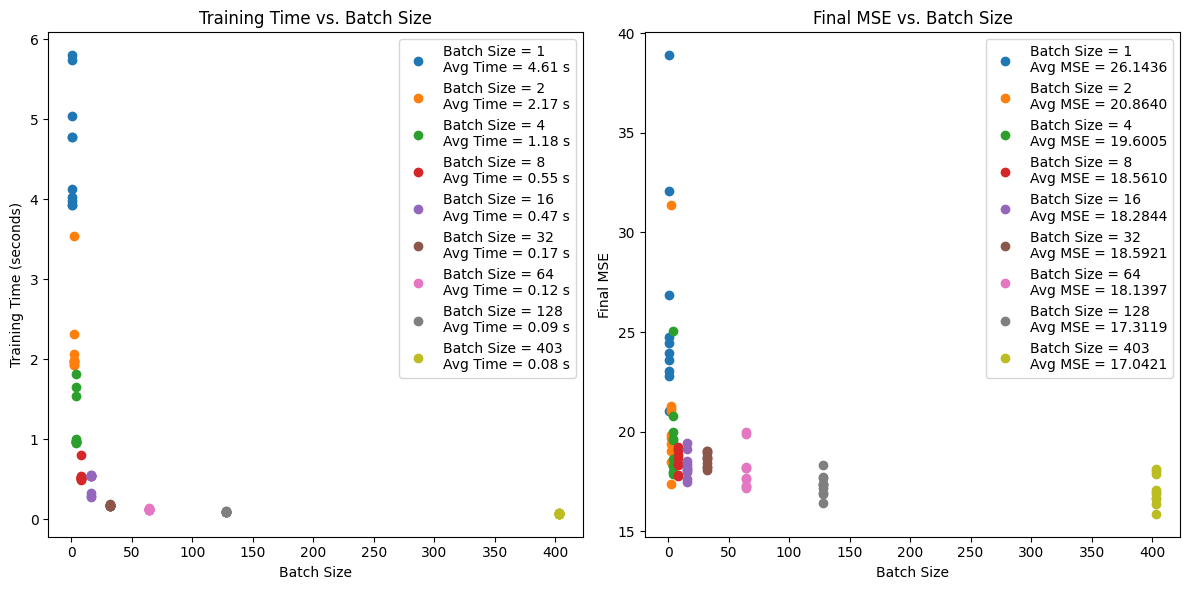 Training Time vs. Batch Size
Training Time (seconds)
6
5
4
3
2
1
0
0 50 100 150 200 250 300 350 400
Batch Size
Batch Size = 1
Avg Time = 4.61 s
Batch Size = 2
Avg Time = 2.17 s
Batch Size = 4
Avg Time = 1.18 s
Batch Size = 8
Avg Time = 0.55 s
Batch Size = 16
Avg Time = 0.47 s
Batch Size = 32
Avg Time = 0.17 s
Batch Size = 64
Avg Time = 0.12 s
Batch Size = 128
Avg Time = 0.09 s
Batch Size = 403
Avg Time = 0.08 s
Final MSE vs. Batch Size
Final MSE
40
35
30
25
20
15
0 50 100 150 200 250 300 350 400
Batch Size
Batch Size = 1
Avg MSE = 26.1436
Batch Size = 2
Avg MSE = 20.8640
Batch Size = 4
Avg MSE = 19.6005
Batch Size = 8
Avg MSE = 18.5610
Batch Size = 16
Avg MSE = 18.2844
Batch Size = 32
Avg MSE = 18.5921
Batch Size = 64
Avg MSE = 18.1397
Batch Size = 128
Avg MSE = 17.3119
Batch Size = 403
Avg MSE = 17.0421